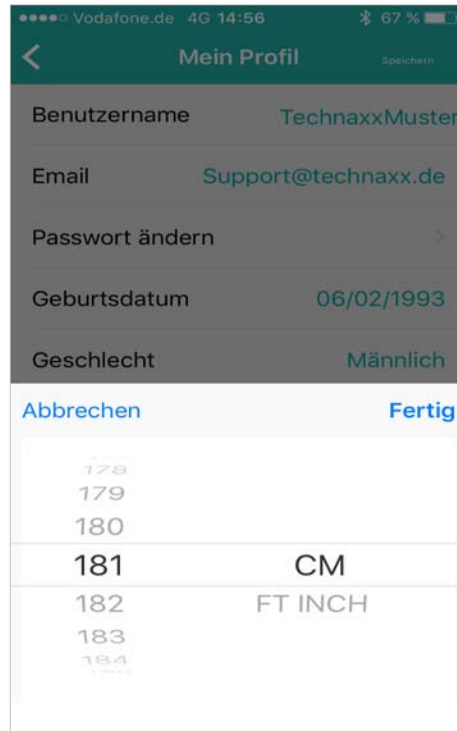 Vodafone.de 4G 14:56 67 %
Mein Profil Speichern
Benutzername TechnaxxMuster
Email Support@technaxx.de
Passwort ändern
Geburtsdatum 06/02/1993
Geschlecht Männlich
Abbrechen Fertig
178
179
180
181 CM
182 FT INCH
183
184